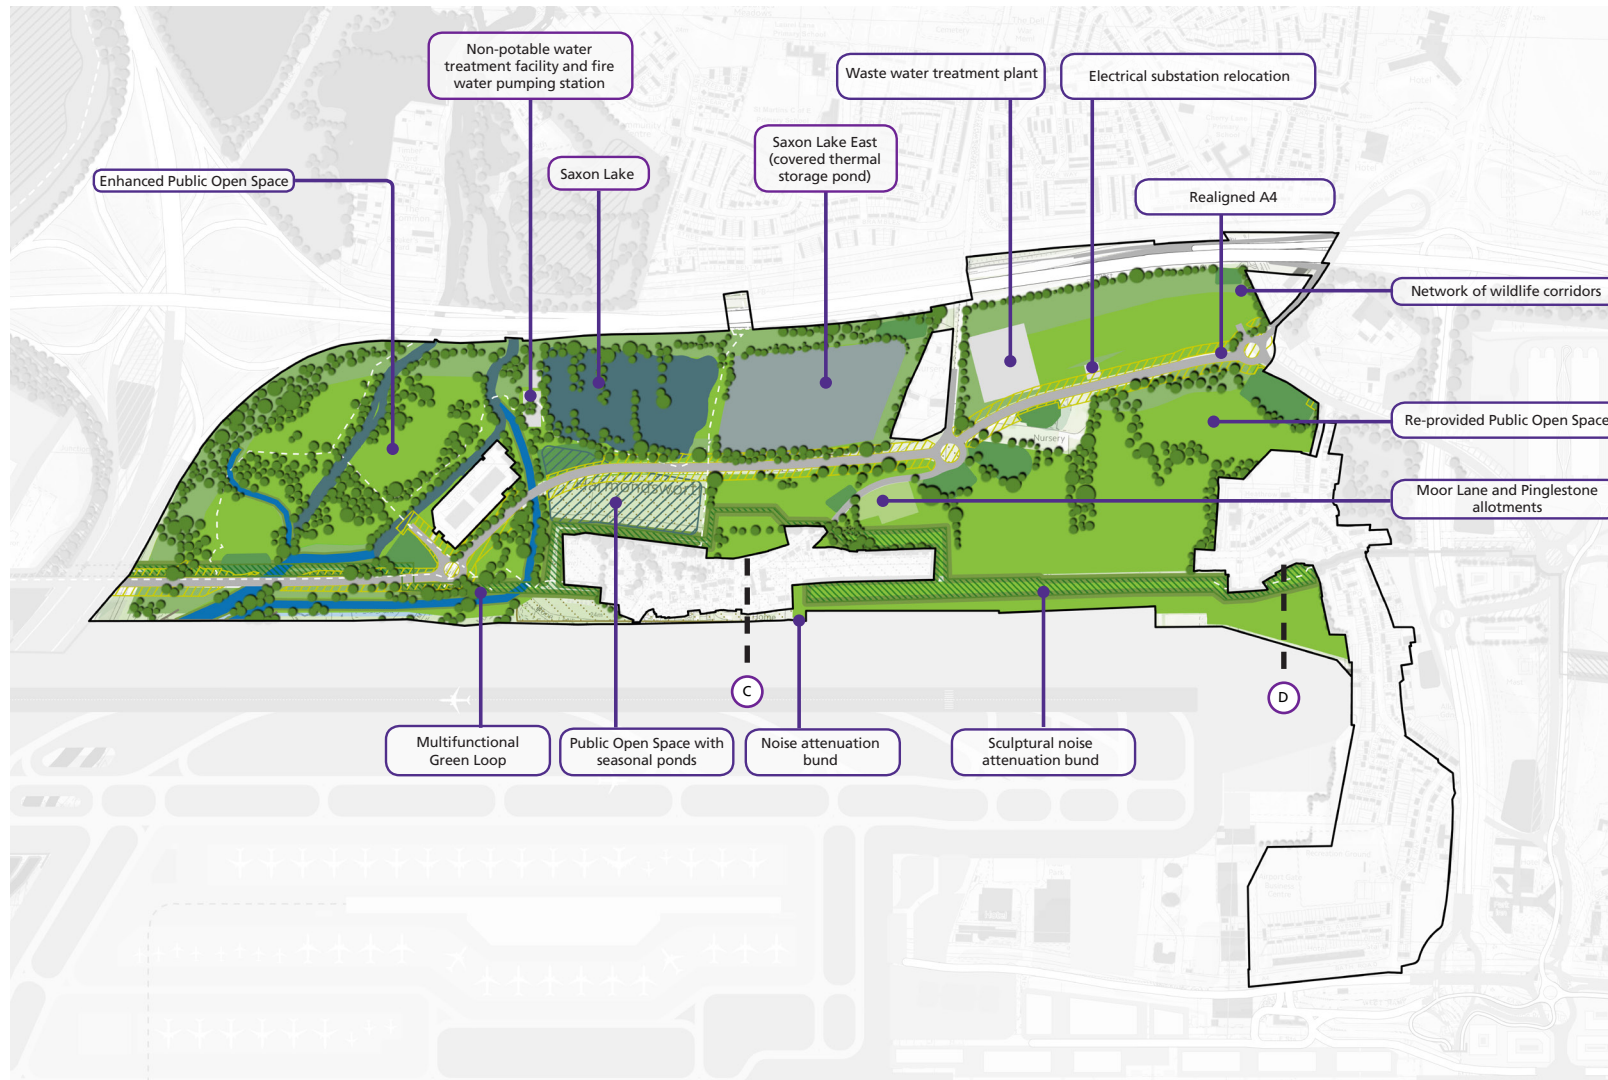 Non-potable water
treatment facility and fire
water pumping station
Waste water treatment plant
Electrical substation relocation
Saxon Lake East
(covered thermal
storage pond)
Saxon Lake
Enhanced Public Open Space
Realigned A4
Network of wildlife corridors
Re-provided Public Open Space
Nursery
Moor Lane and Pinglestone
allotments
C
D
Multifunctional
Green Loop
Public Open Space with
seasonal ponds
Noise attenuation
bund
Sculptural noise
attenuation bund
Hotel